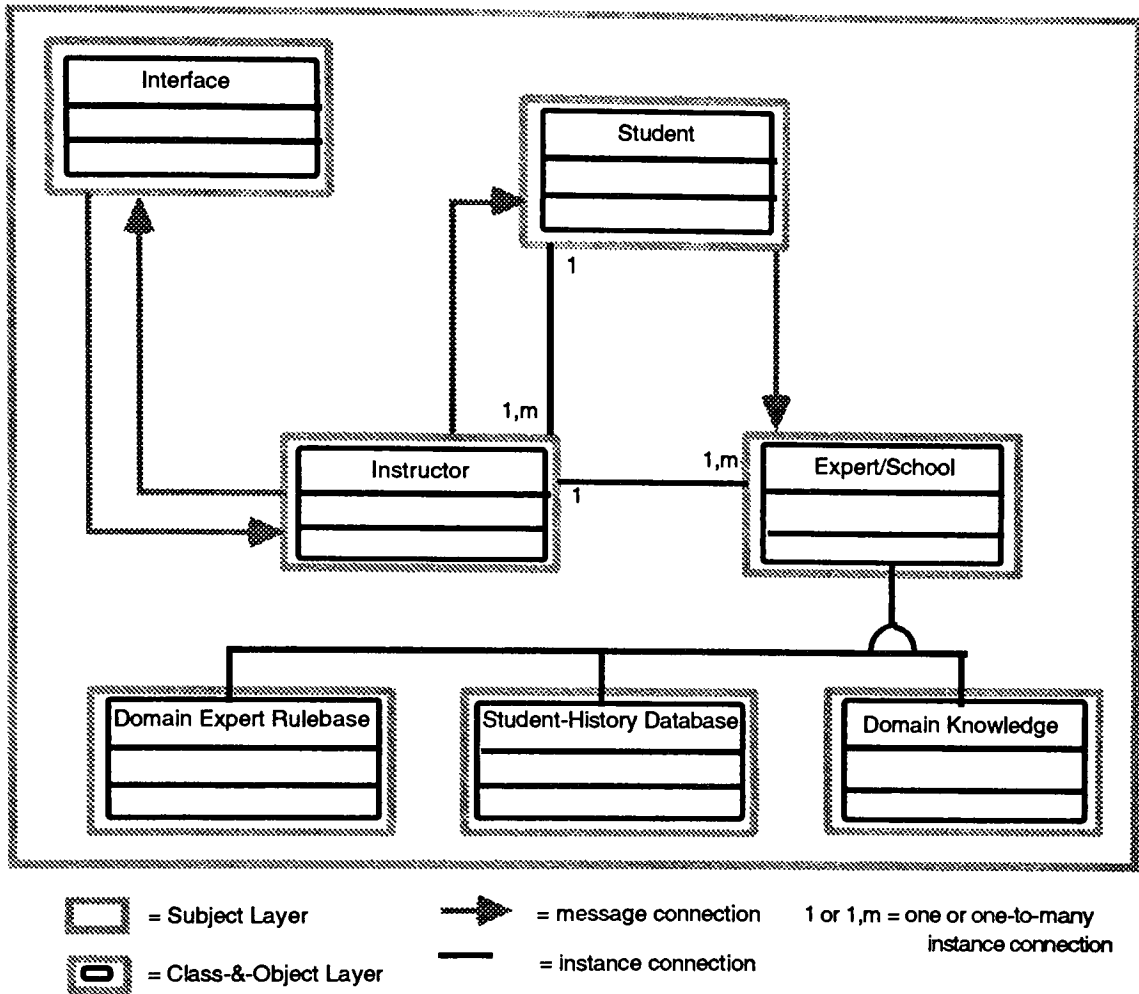 Interface
Student
1
1,m
Instructor
1
1,m
Expert/School
Domain Expert Rulebase
Student-History Database
Domain Knowledge
= Subject Layer
= message connection
1 or 1,m = one or one-to-many
instance connection
= Class-&-Object Layer
= instance connection